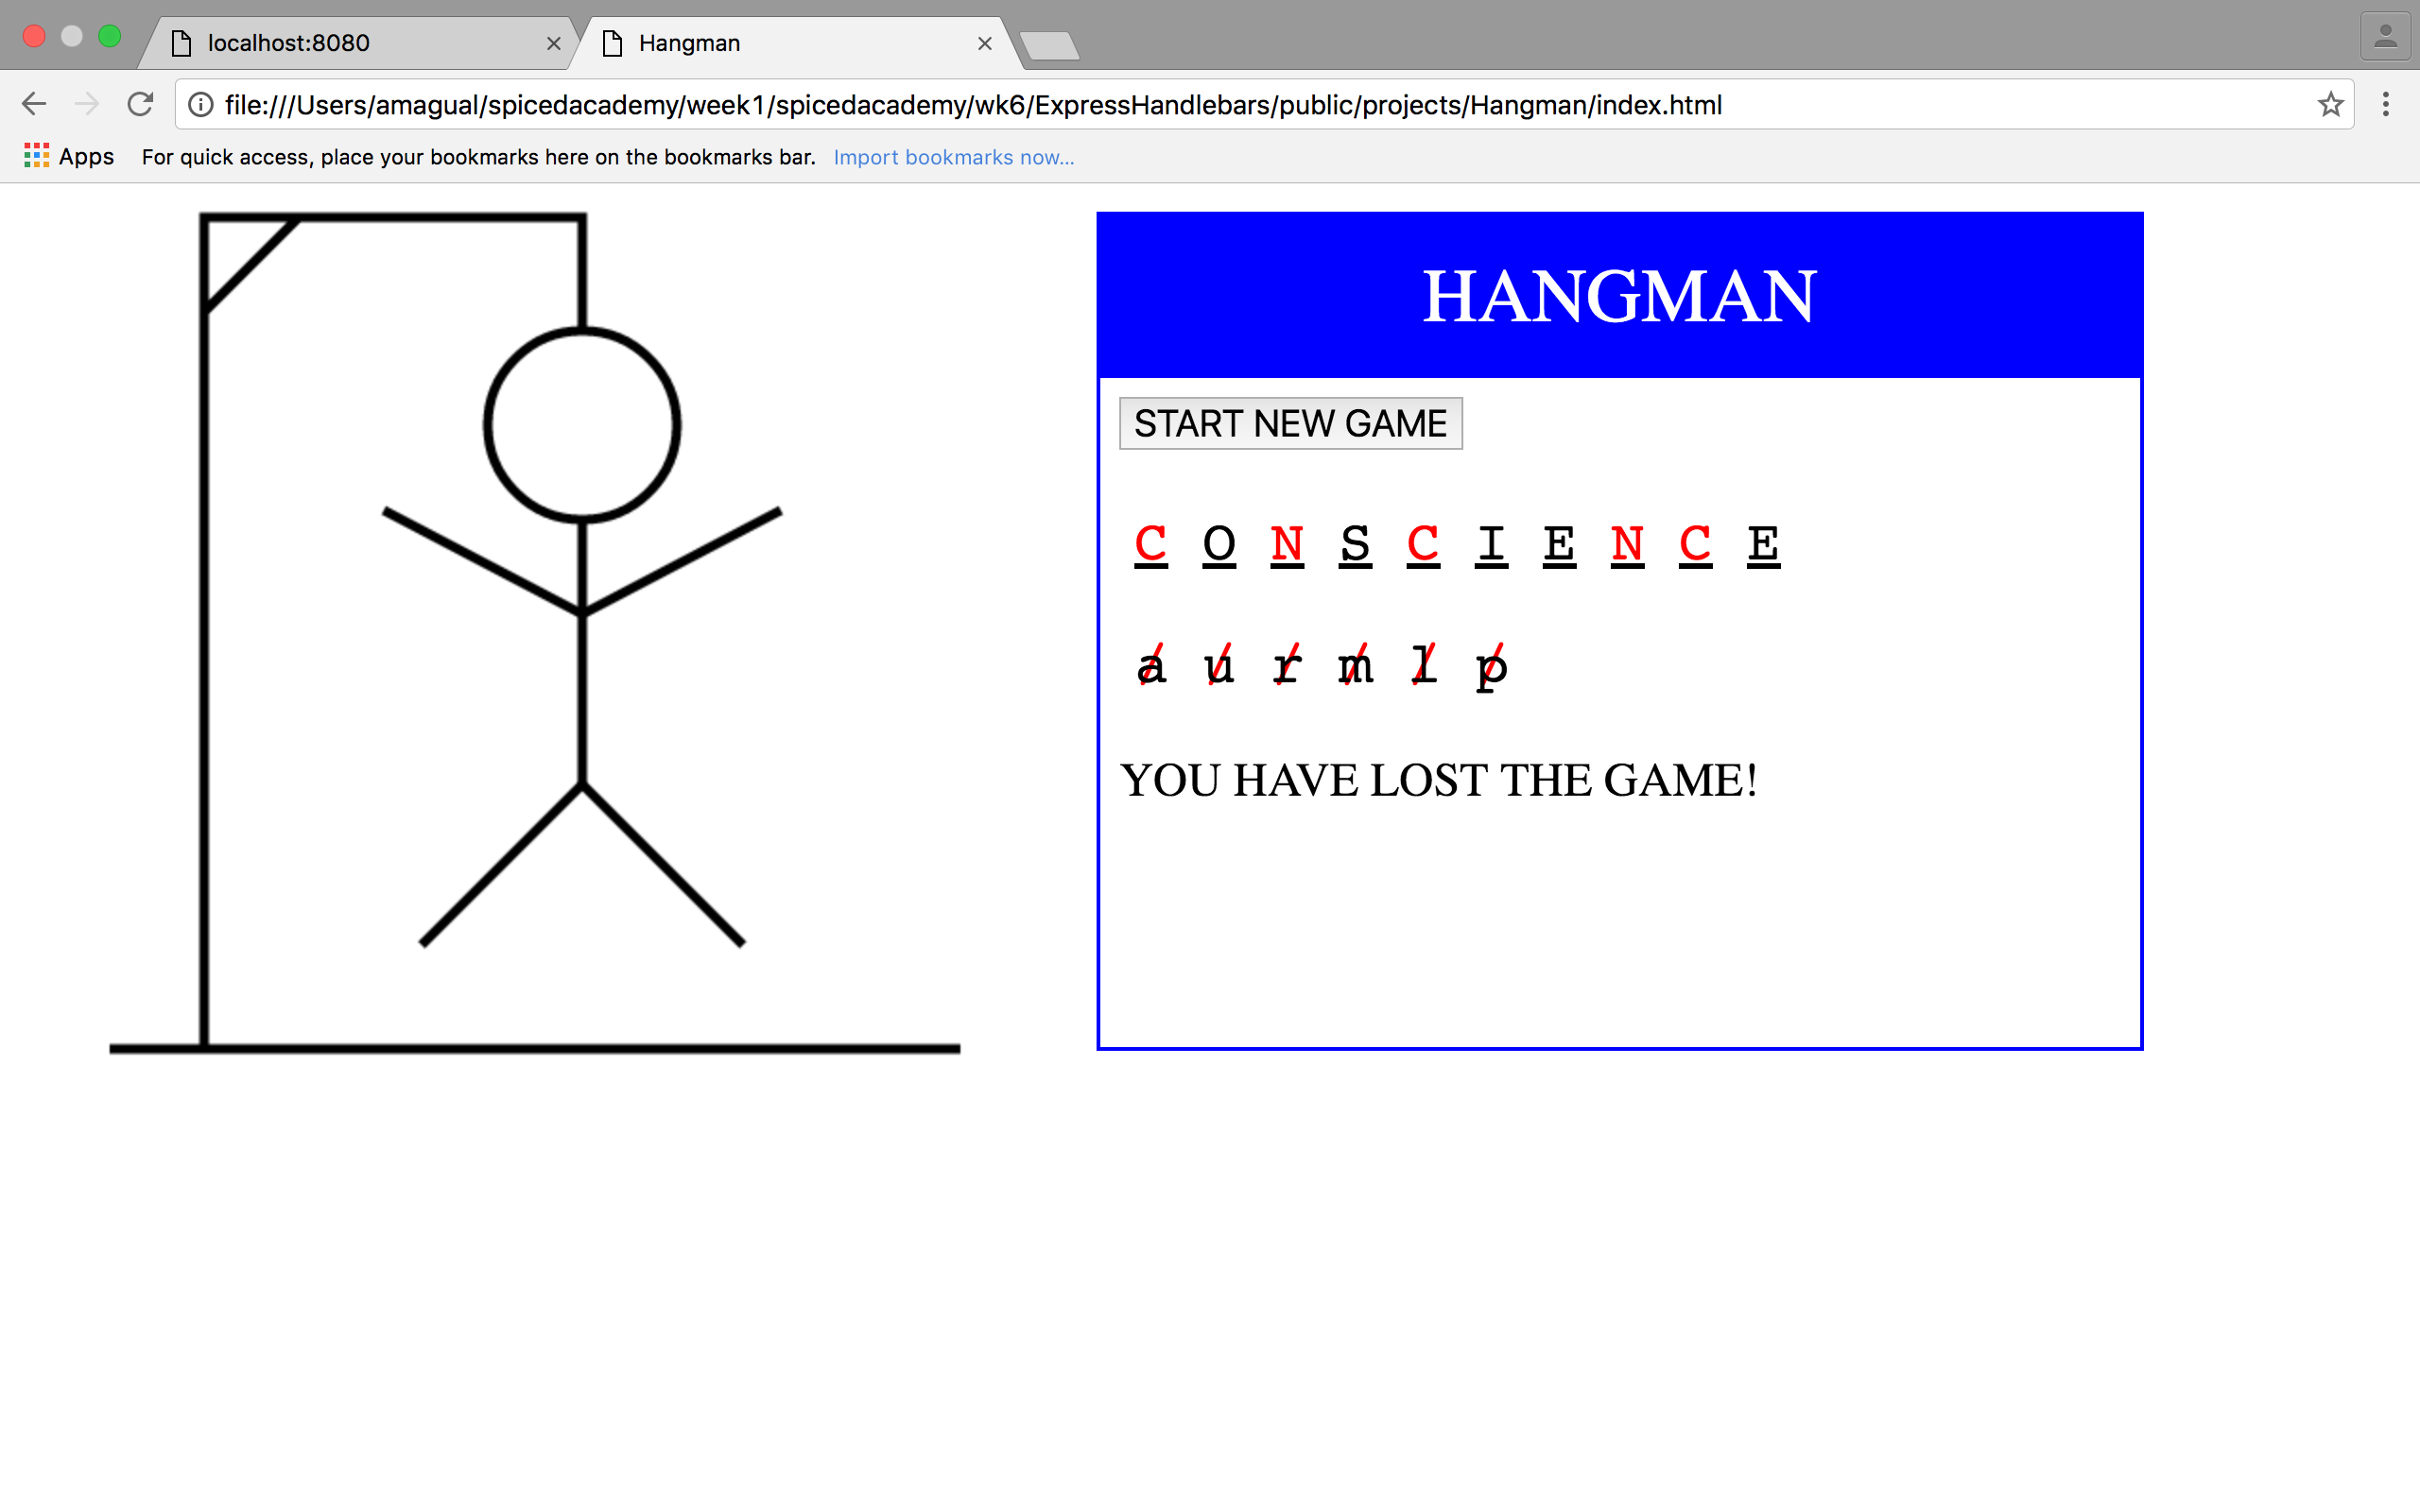 localhost:8080
Hangman
file:///Users/amagual/spicedacademy/week1/spicedacademy/wk6/ExpressHandlebars/public/projects/Hangman/index.html
Apps For quick access, place your bookmarks here on the bookmarks bar. Import bookmarks now...
HANGMAN
START NEW GAME
C O N S C I E N C E
a u r m l p
YOU HAVE LOST THE GAME!